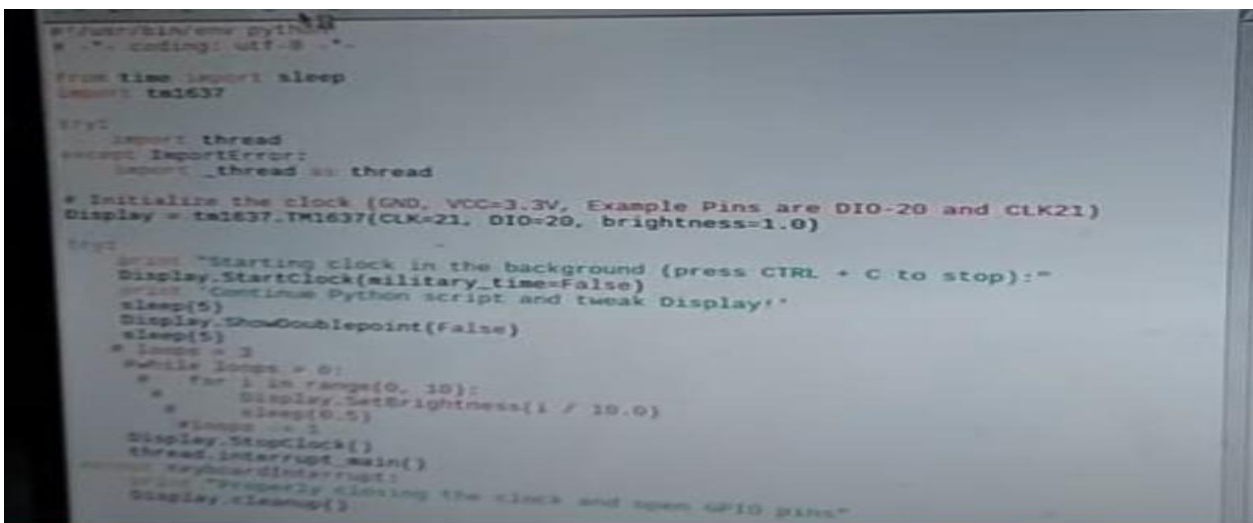 #!/usr/bin/env python
# -*- coding: utf-8 -*-
from time import sleep
import tm1637
try:
import thread
except ImportError:
import _thread as thread
# Initialize the clock (GND, VCC=3.3V, Example Pins are DIO-20 and CLK21)
Display = tm1637.TM1637(CLK=21, DIO=20, brightness=1.0)
try:
print "Starting clock in the background (press CTRL + C to stop):"
Display.StartClock(military_time=False)
print 'Continue Python script and tweak Display!'
sleep(5)
Display.ShowDoublepoint(False)
sleep(5)
# loops = 3
#while loops > 0:
# for i in range(0, 10):
# Display.SetBrightness(i / 10.0)
# sleep(0.5)
#loops -= 1
Display.StopClock()
thread.interrupt_main()
except KeyboardInterrupt:
print "Properly closing the clock and open GPIO pins"
Display.cleanup()